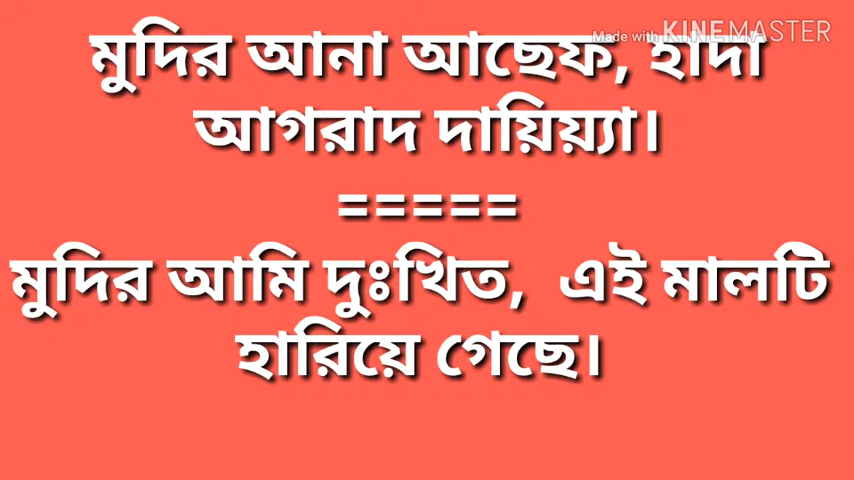 Made with KINEMASTER
মুদির আনা আছেফ, হাদা
আগরাদ দায়িয়্যা।
=====
মুদির আমি দুঃখিত, এই মালটি
হারিয়ে গেছে।